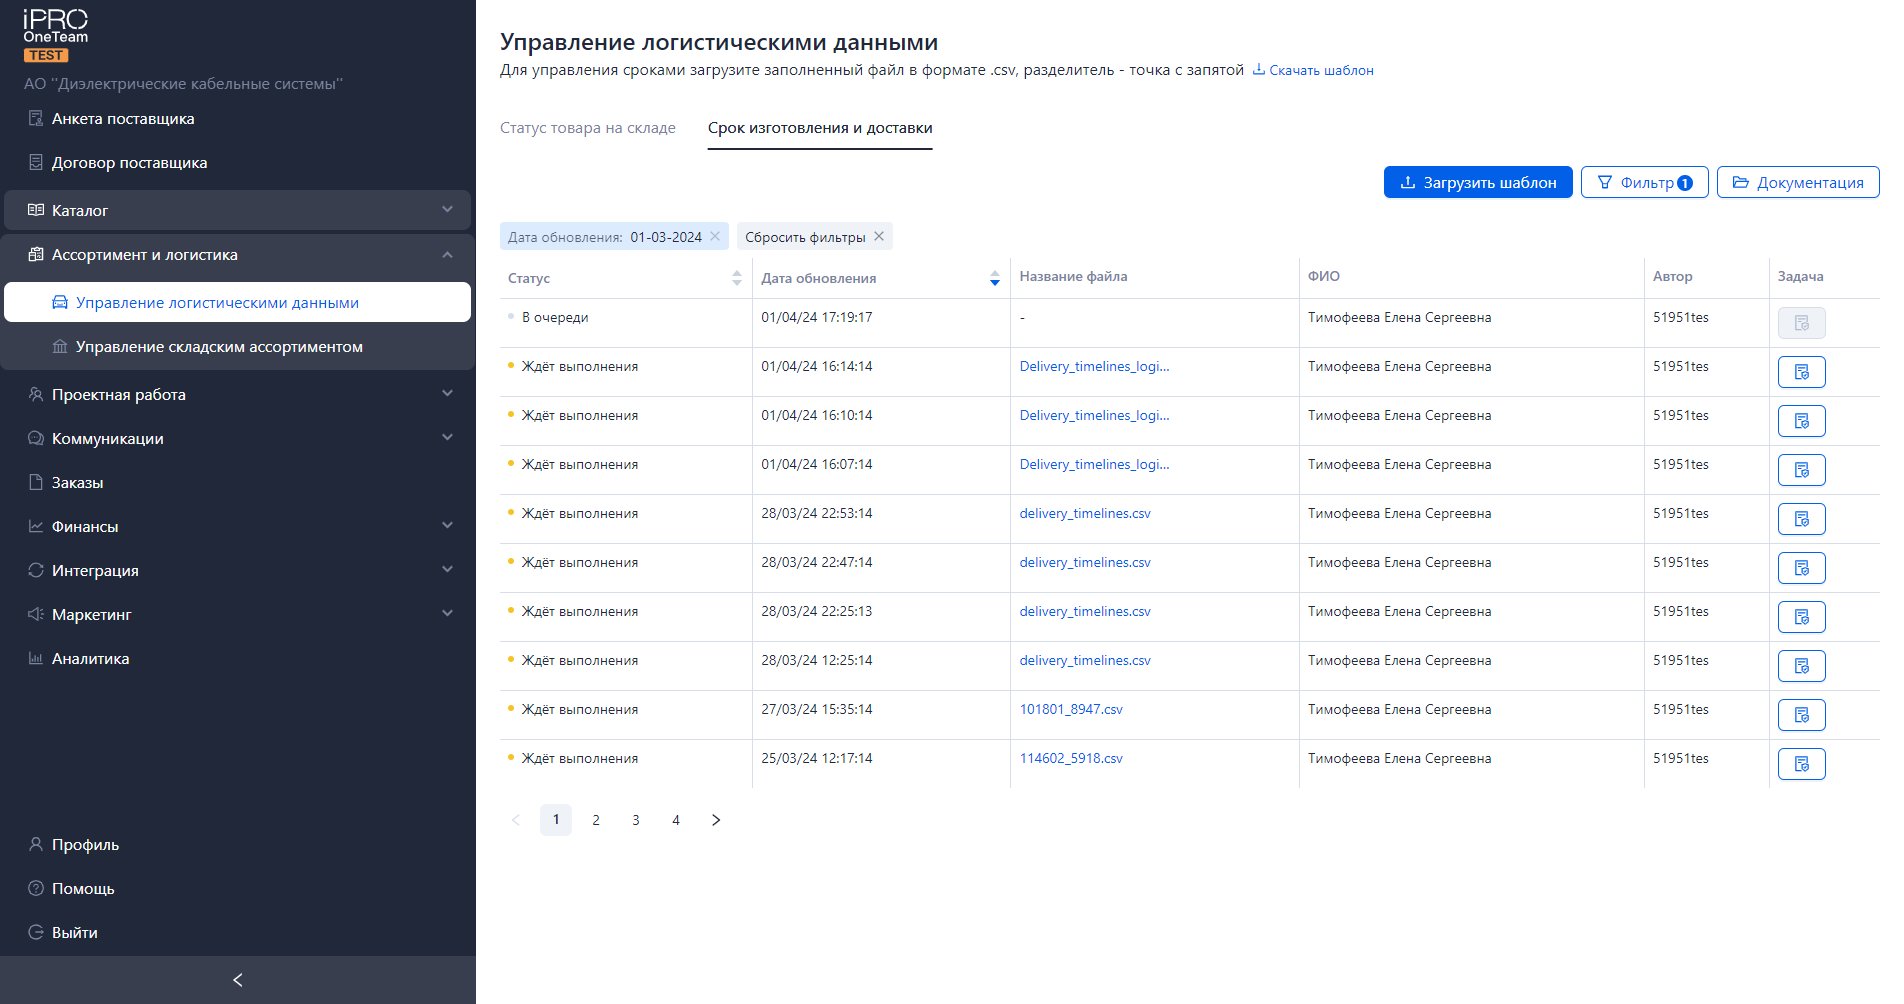 iPRO
OneTeam
TEST
АО "Диэлектрические кабельные системы"
Анкета поставщика
Договор поставщика
Каталог
Ассортимент и логистика
Управление логистическими данными
Управление складским ассортиментом
Проектная работа
Коммуникации
Заказы
Финансы
Интеграция
Маркетинг
Аналитика
Профиль
Помощь
Выйти
Управление логистическими данными
Для управления сроками загрузите заполненный файл в формате .csv, разделитель - точка с запятой Скачать шаблон
Статус товара на складе Срок изготовления и доставки
Загрузить шаблон Фильтр 1 Документация
Дата обновления: 01-03-2024 Сбросить фильтры
Статус Дата обновления Название файла ФИО Автор Задача
В очереди 01/04/24 17:19:17 - Тимофеева Елена Сергеевна 51951tes
Ждёт выполнения 01/04/24 16:14:14 Delivery_timelines_logi... Тимофеева Елена Сергеевна 51951tes
Ждёт выполнения 01/04/24 16:10:14 Delivery_timelines_logi... Тимофеева Елена Сергеевна 51951tes
Ждёт выполнения 01/04/24 16:07:14 Delivery_timelines_logi... Тимофеева Елена Сергеевна 51951tes
Ждёт выполнения 28/03/24 22:53:14 delivery_timelines.csv Тимофеева Елена Сергеевна 51951tes
Ждёт выполнения 28/03/24 22:47:14 delivery_timelines.csv Тимофеева Елена Сергеевна 51951tes
Ждёт выполнения 28/03/24 22:25:13 delivery_timelines.csv Тимофеева Елена Сергеевна 51951tes
Ждёт выполнения 28/03/24 12:25:14 delivery_timelines.csv Тимофеева Елена Сергеевна 51951tes
Ждёт выполнения 27/03/24 15:35:14 101801_8947.csv Тимофеева Елена Сергеевна 51951tes
Ждёт выполнения 25/03/24 12:17:14 114602_5918.csv Тимофеева Елена Сергеевна 51951tes
1 2 3 4